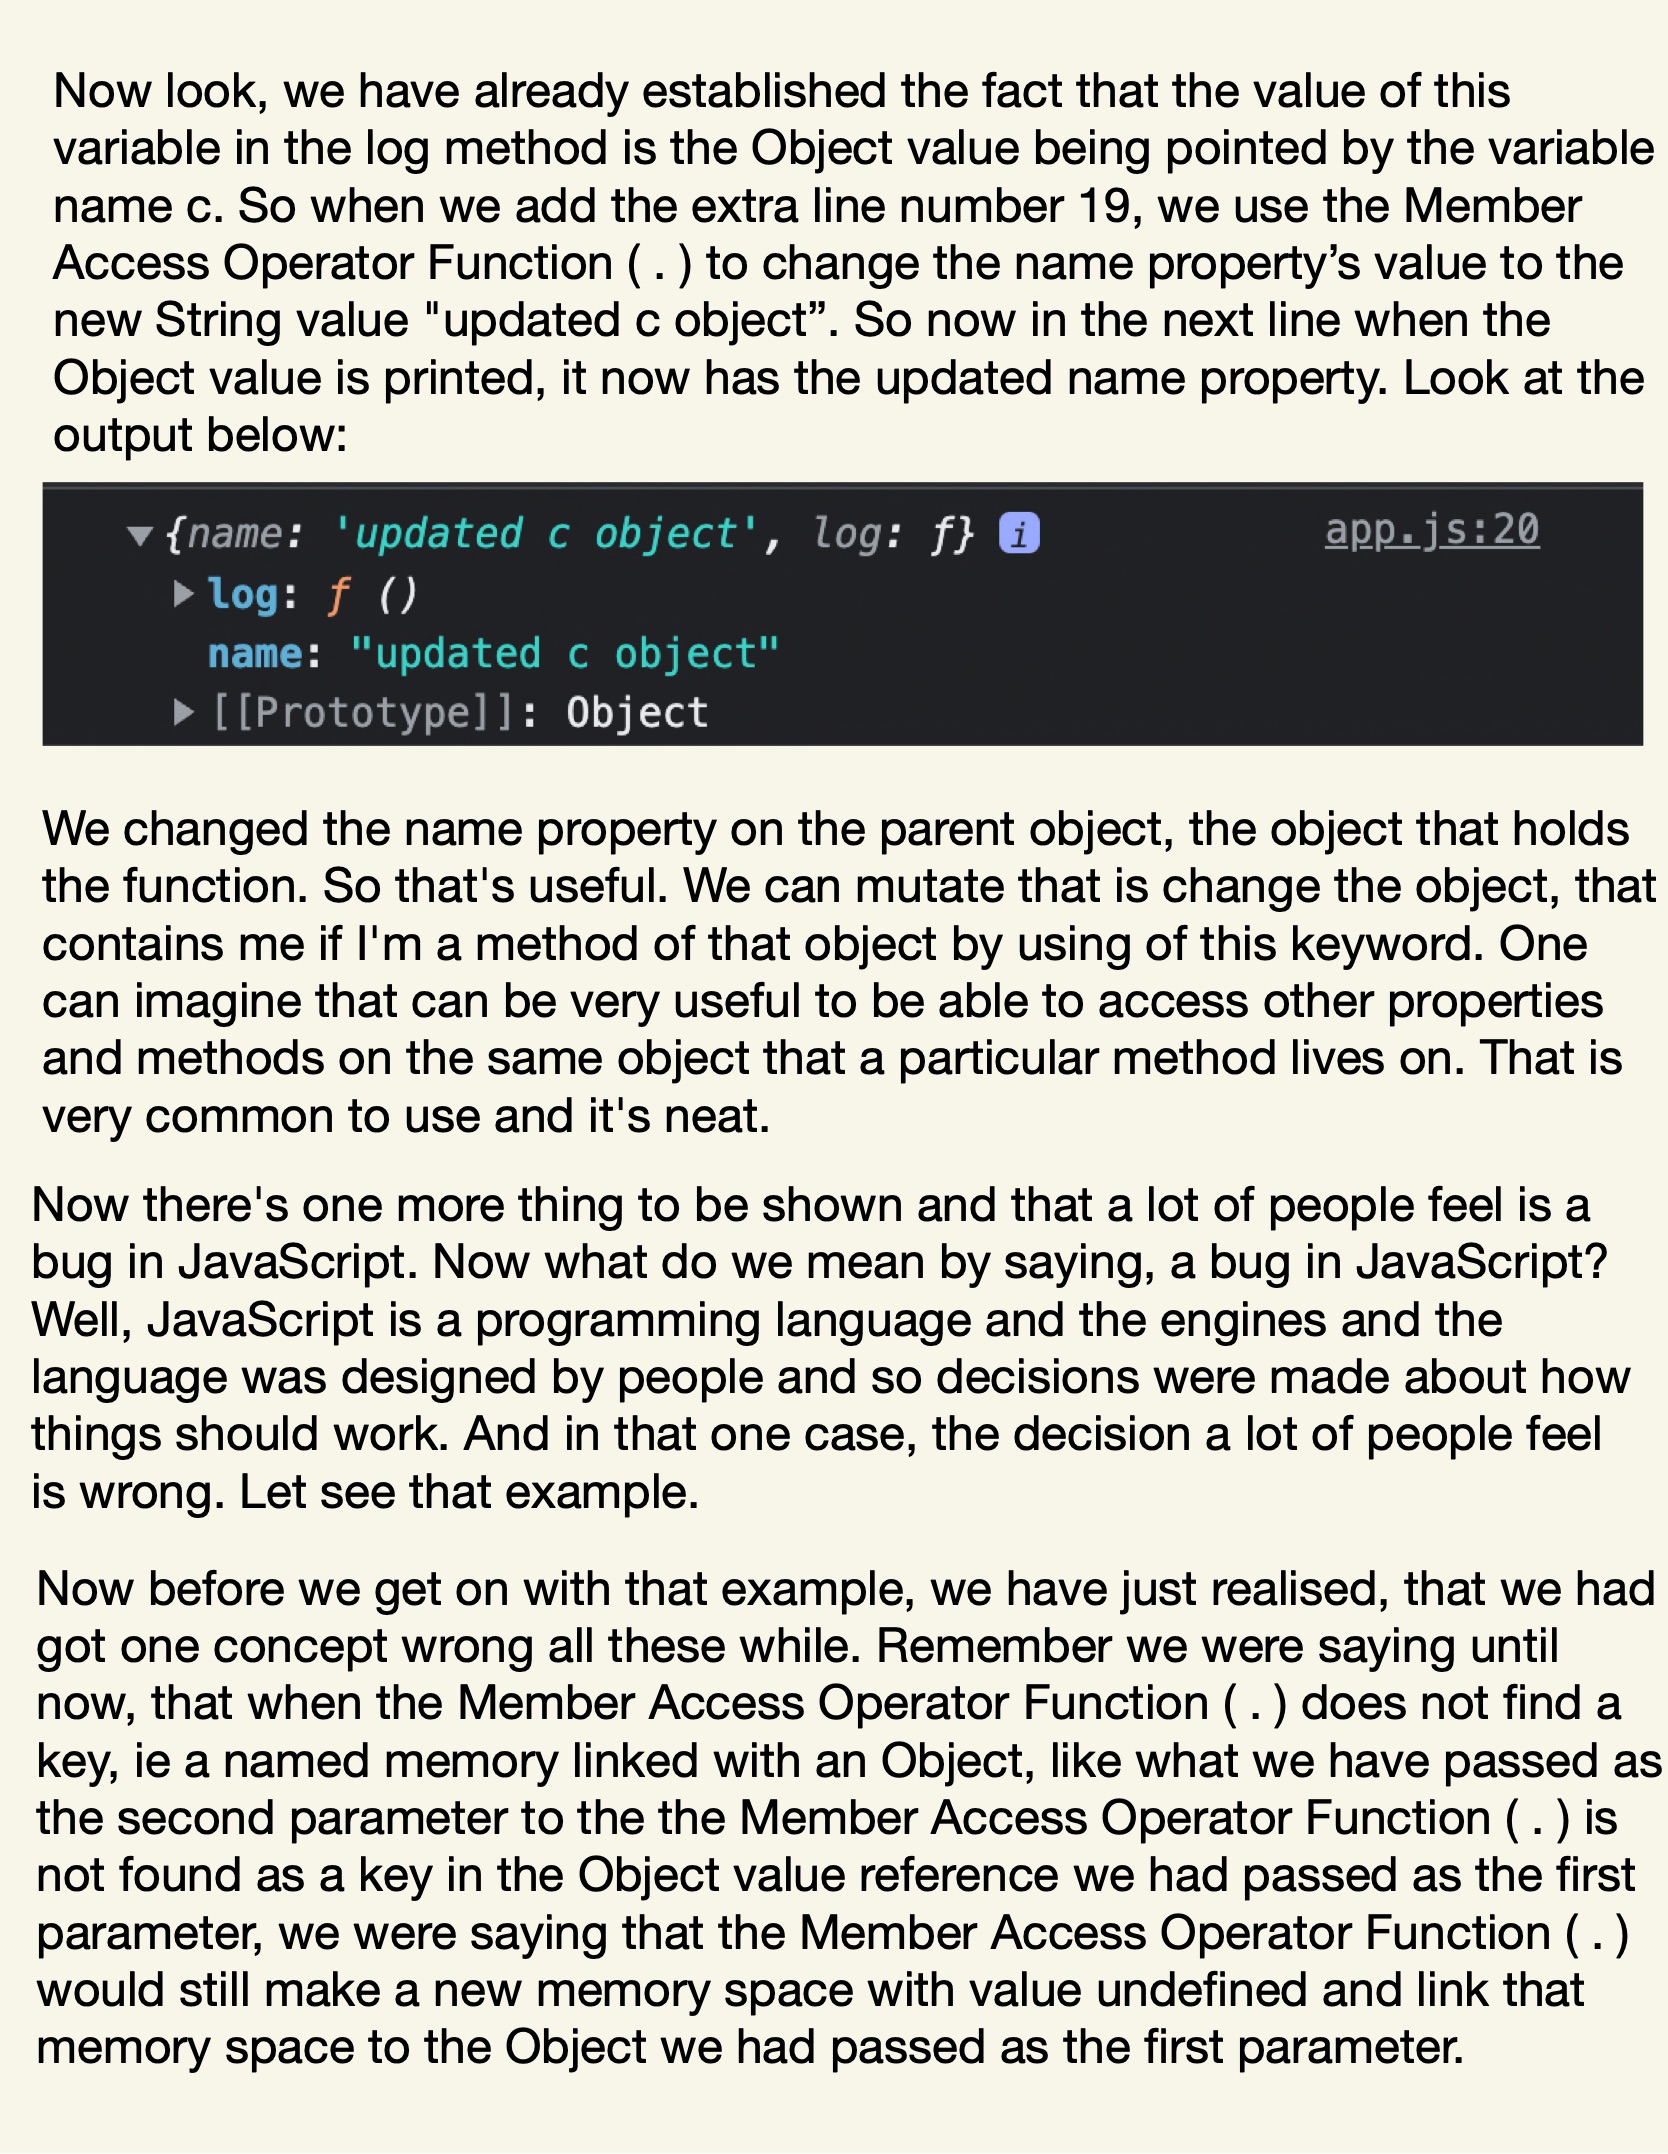 Now look, we have already established the fact that the value of this
variable in the log method is the Object value being pointed by the variable
name c. So when we add the extra line number 19, we use the Member
Access Operator Function ( . ) to change the name property’s value to the
new String value "updated c object”. So now in the next line when the
Object value is printed, it now has the updated name property. Look at the
output below:
▼{name: 'updated c object', log: ƒ} i app.js:20
▶ log: ƒ ()
name: "updated c object"
▶ [[Prototype]]: Object
We changed the name property on the parent object, the object that holds
the function. So that's useful. We can mutate that is change the object, that
contains me if I'm a method of that object by using of this keyword. One
can imagine that can be very useful to be able to access other properties
and methods on the same object that a particular method lives on. That is
very common to use and it's neat.
Now there's one more thing to be shown and that a lot of people feel is a
bug in JavaScript. Now what do we mean by saying, a bug in JavaScript?
Well, JavaScript is a programming language and the engines and the
language was designed by people and so decisions were made about how
things should work. And in that one case, the decision a lot of people feel
is wrong. Let see that example.
Now before we get on with that example, we have just realised, that we had
got one concept wrong all these while. Remember we were saying until
now, that when the Member Access Operator Function ( . ) does not find a
key, ie a named memory linked with an Object, like what we have passed as
the second parameter to the the Member Access Operator Function ( . ) is
not found as a key in the Object value reference we had passed as the first
parameter, we were saying that the Member Access Operator Function ( . )
would still make a new memory space with value undefined and link that
memory space to the Object we had passed as the first parameter.